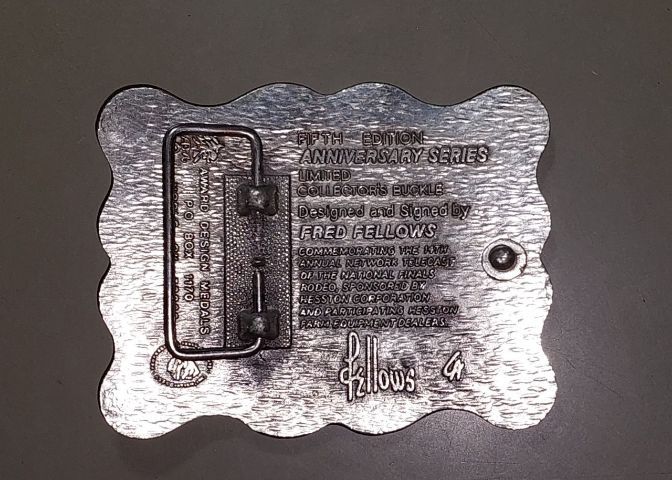 FIFTH EDITION
ANNIVERSARY SERIES
LIMITED
COLLECTOR'S BUCKLE
Designed and Signed by
FRED FELLOWS
COMMEMORATING THE 14TH
ANNUAL NETWORK TELECAST
OF THE NATIONAL FINALS
RODEO, SPONSORED BY
HESSTON CORPORATION
AND PARTICIPATING HESSTON
FARM EQUIPMENT DEALERS.
Fellows
AWARD DESIGN MEDALS
P.O. BOX 1170